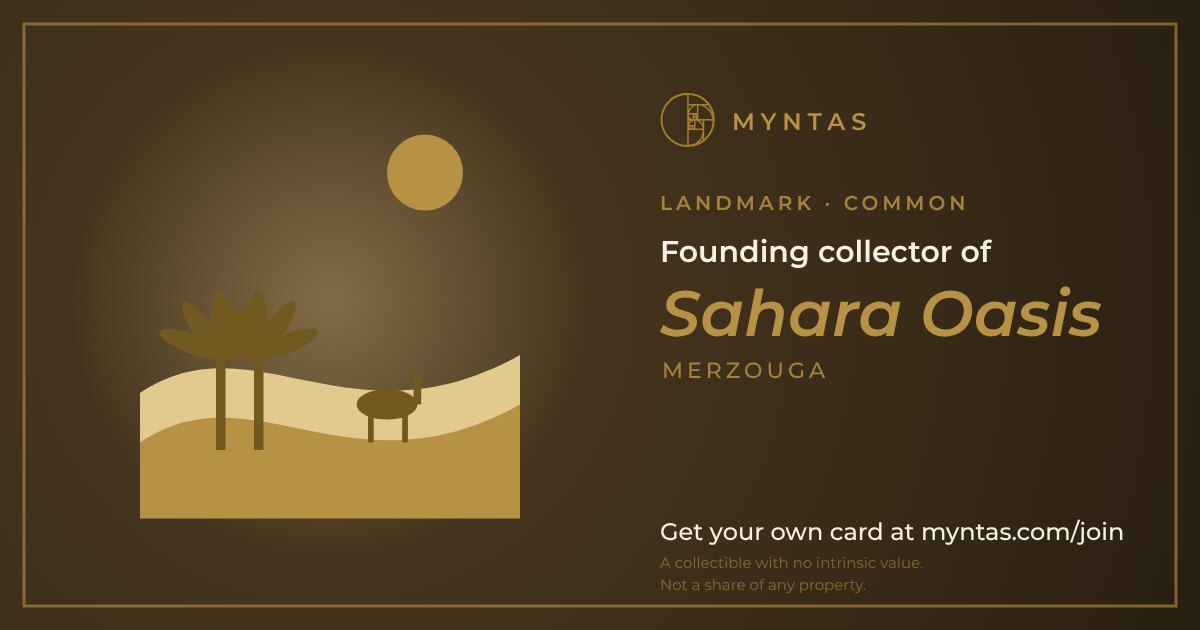 MYNTAS
LANDMARK · COMMON
Founding collector of
Sahara Oasis
MERZOUGA
Get your own card at myntas.com/join
A collectible with no intrinsic value.
Not a share of any property.